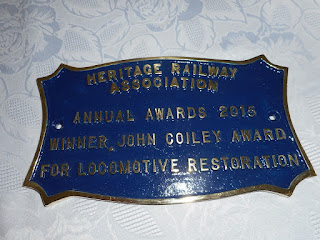 HERITAGE RAILWAY
ASSOCIATION
ANNUAL AWARDS 2015
WINNER JOHN COILEY AWARD
FOR LOCOMOTIVE RESTORATION